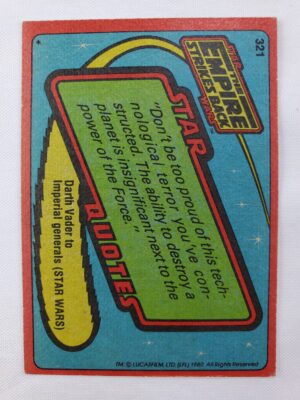 321
STAR
THE
EMPIRE
STRIKES BACK
WARS
STAR
QUOTES
"Don't be too proud of this tech-
nological terror you've con-
structed. The ability to destroy a
planet is insignificant next to the
power of the Force."
Darth Vader to
Imperial generals (STAR WARS)
TM: © LUCASFILM LTD (LFL) 1980. All Rights Reserved